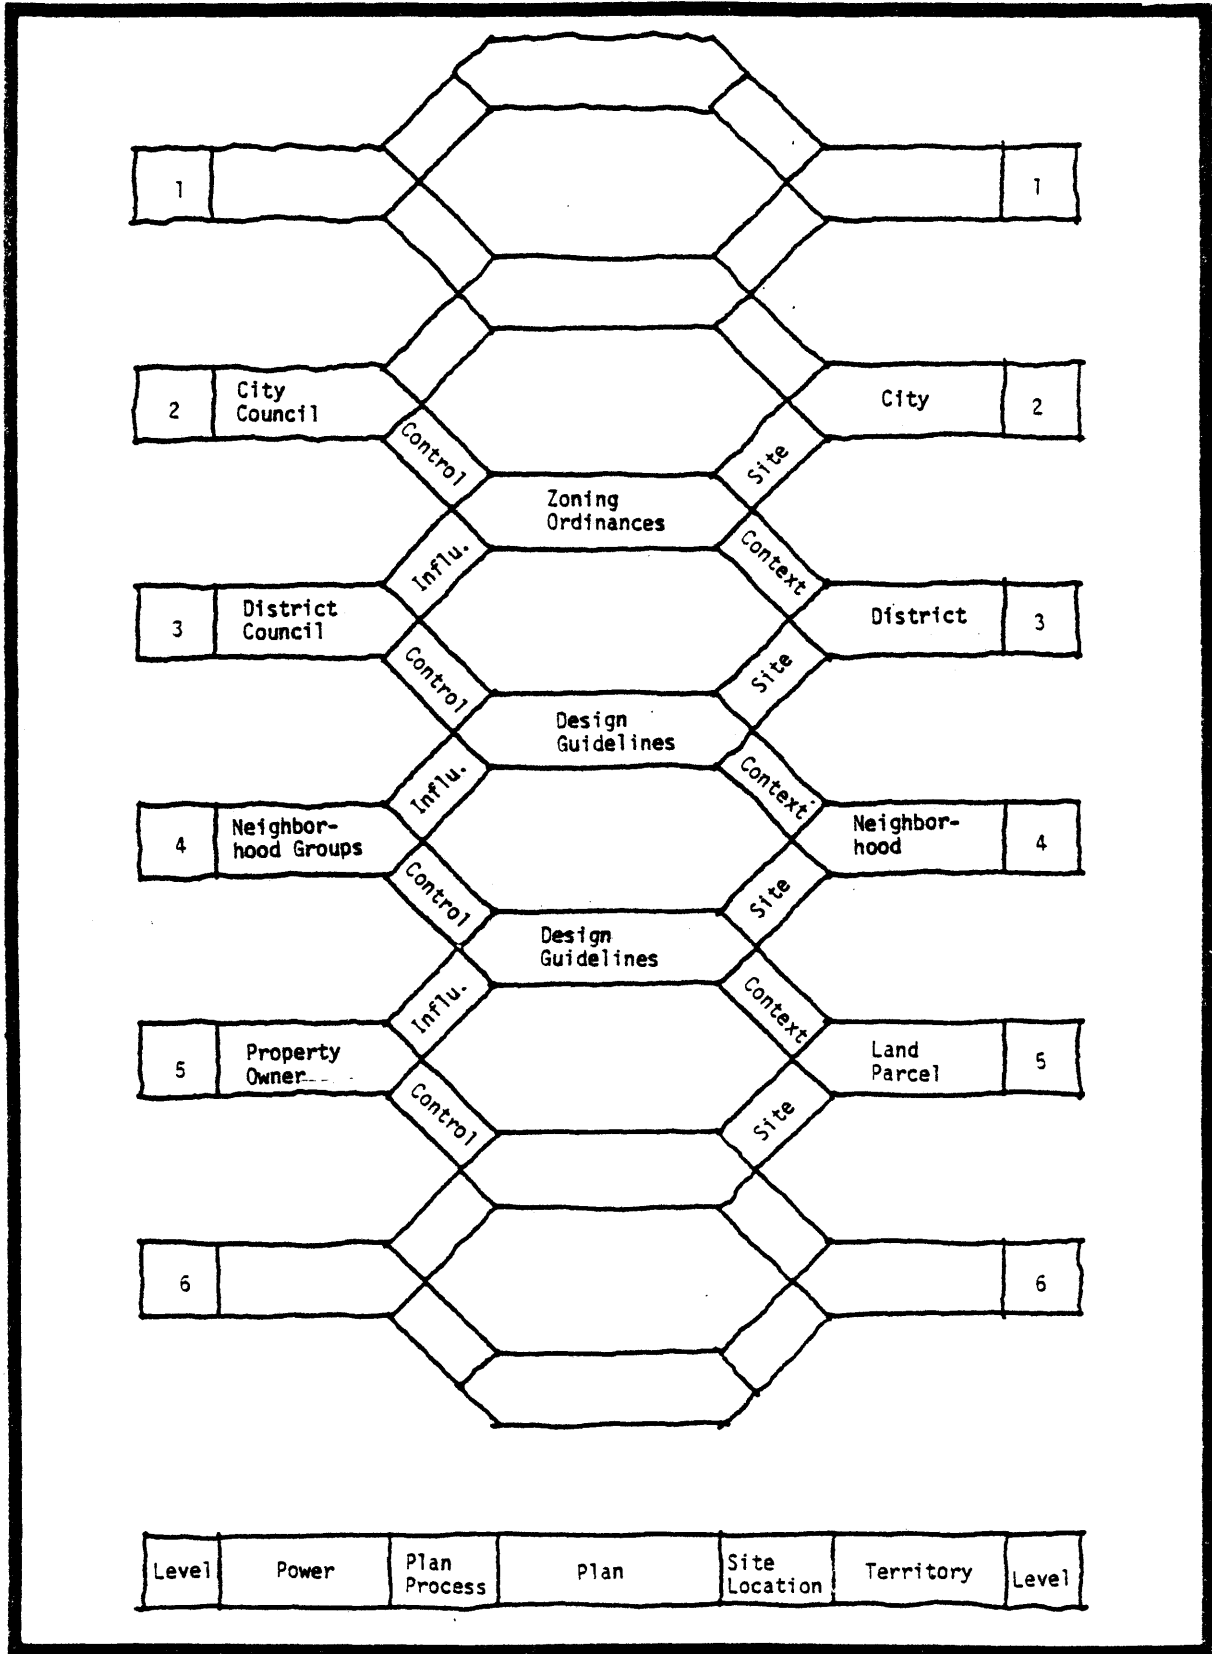 1
1
2
City
Council
City
2
Control
Site
Zoning
Ordinances
Influ.
Context
3
District
Council
District
3
Control
Site
Design
Guidelines
Influ.
Context
4
Neighbor-
hood Groups
Neighbor-
hood
4
Control
Site
Design
Guidelines
Influ.
Context
5
Property
Owner
Land
Parcel
5
Control
Site
6
6
Level
Power
Plan
Process
Plan
Site
Location
Territory
Level